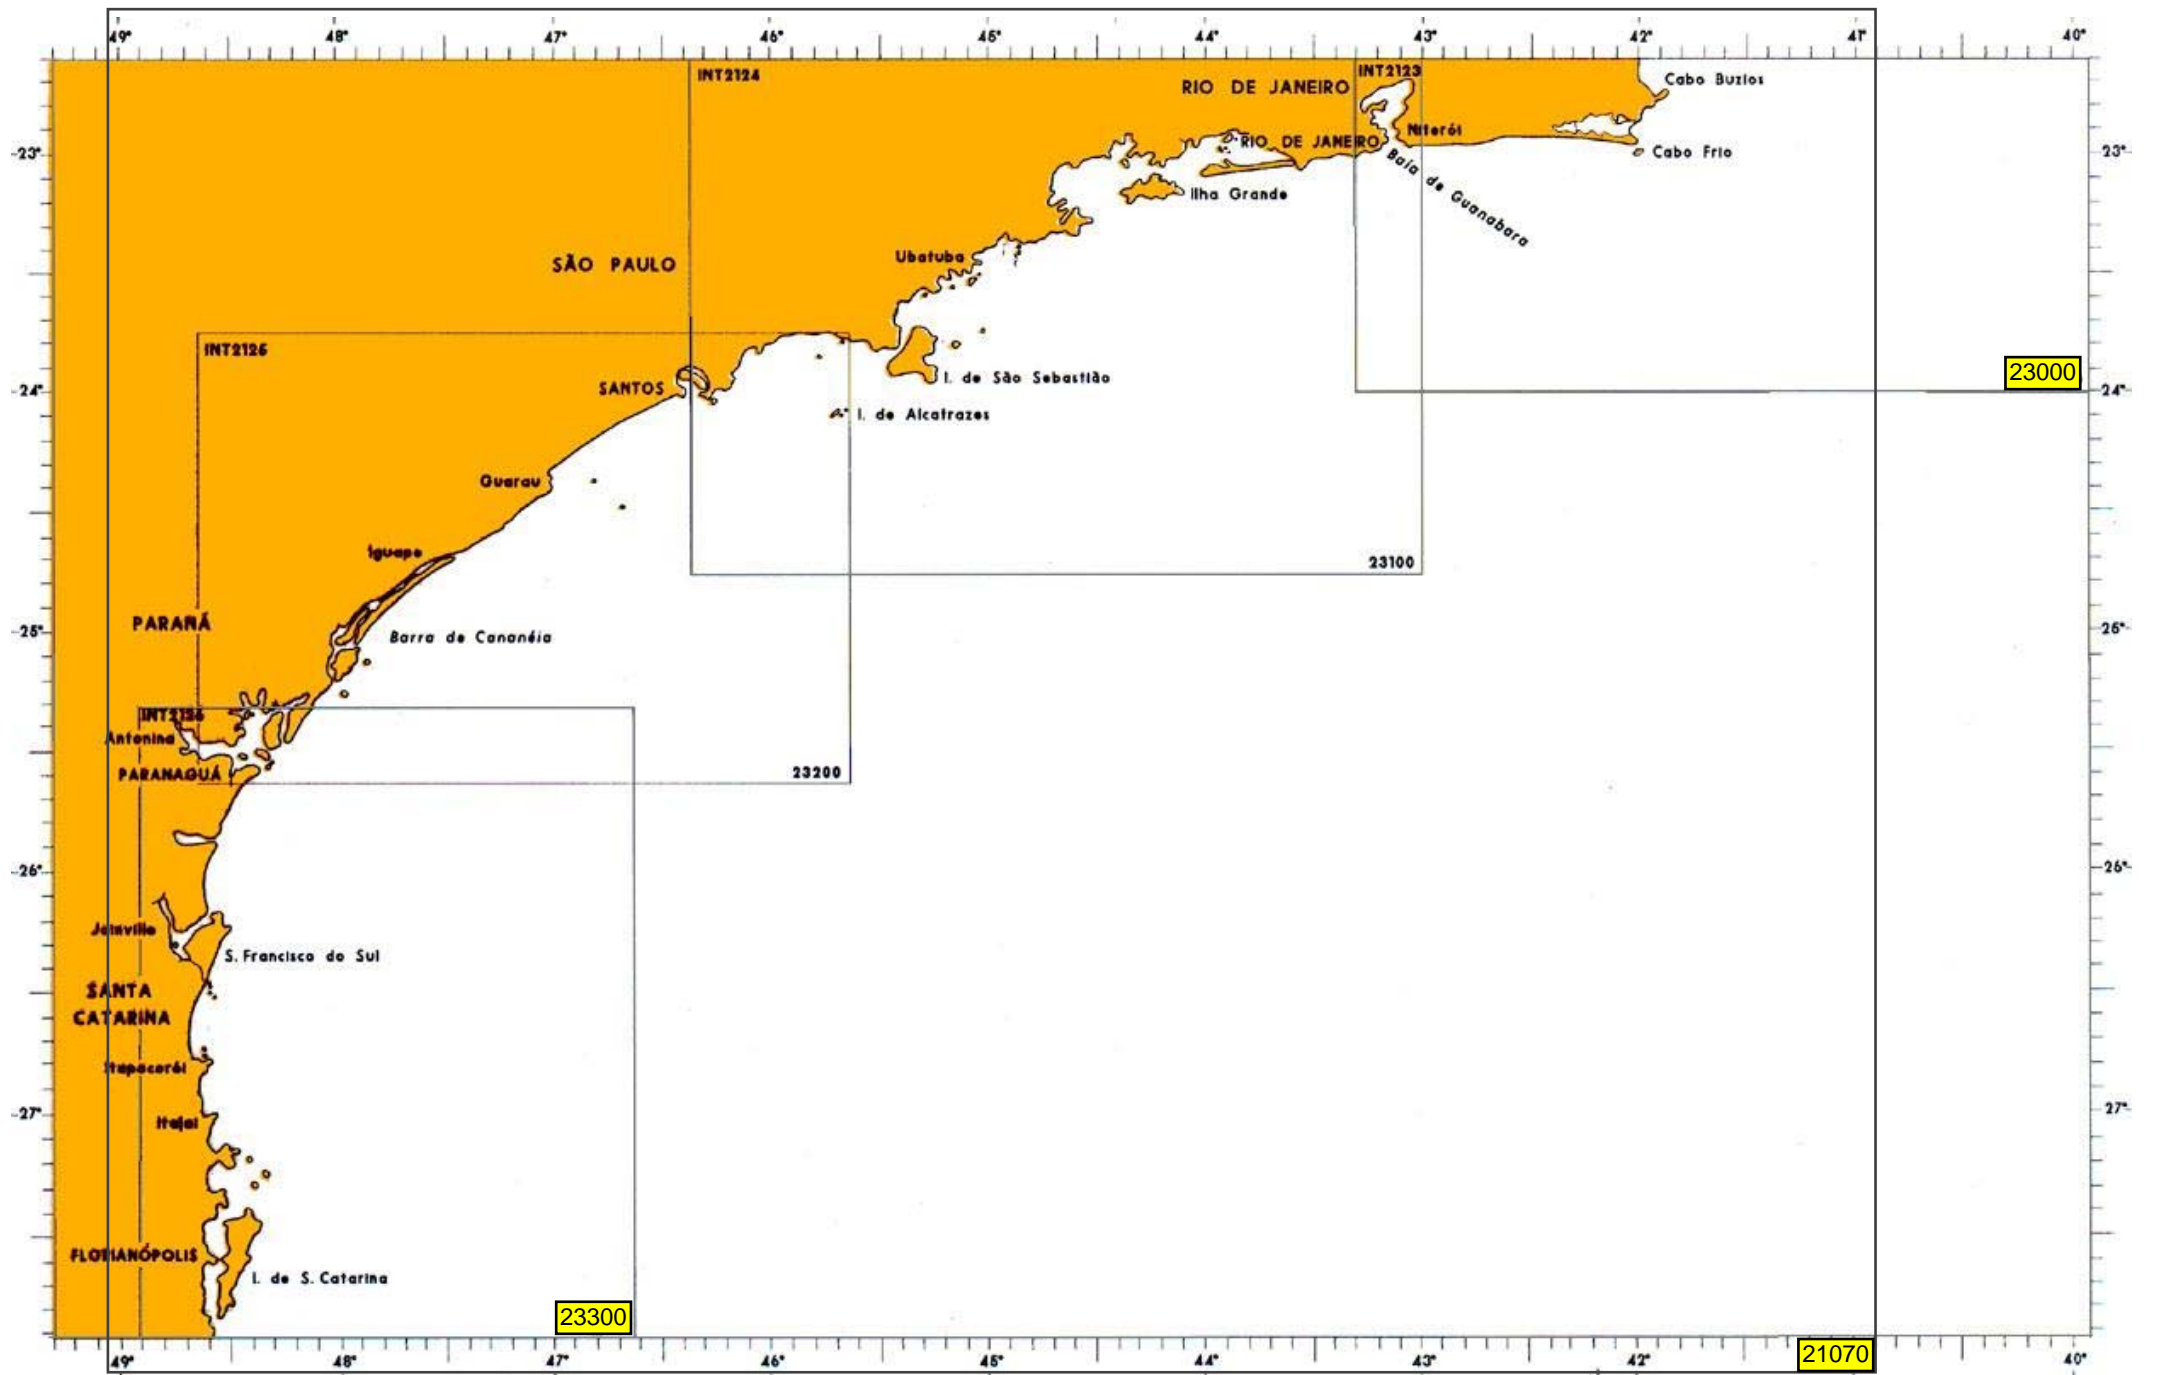 49° 48° 47° 46° 45° 44° 43° 42° 41° 40°
INT2124
RIO DE JANEIRO
INT2123
Cabo Buzios
Niterói
RIO DE JANEIRO
23°
Cabo Frio
23°
Baía de Guanabara
Ilha Grande
Ubatuba
SÃO PAULO
INT2125
23000
I. de São Sebastião
SANTOS
24°
24°
I. de Alcatrazes
Guarau
Iguape
23100
PARANÁ
25°
25°
Barra de Cananéia
INT2126
Antonina
PARANAGUÁ
23200
26°
26°
Joinville
S. Francisco do Sul
SANTA
CATARINA
Itapocorói
27°
27°
Itajaí
FLORIANÓPOLIS
I. de S. Catarina
23300
21070
49° 48° 47° 46° 45° 44° 43° 42° 40°